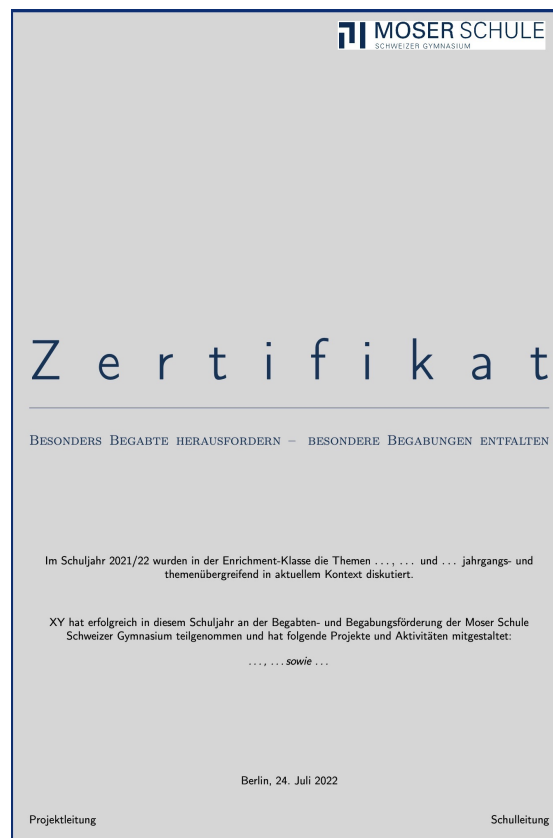 MOSER SCHULE
SCHWEIZER GYMNASIUM
Zertifikat
BESONDERS BEGABTE HERAUSFORDERN – BESONDERE BEGABUNGEN ENTFALTEN
Im Schuljahr 2021/22 wurden in der Enrichment-Klasse die Themen . . . , . . . und . . . jahrgangs- und
themenübergreifend in aktuellem Kontext diskutiert.
XY hat erfolgreich in diesem Schuljahr an der Begabten- und Begabungsförderung der Moser Schule
Schweizer Gymnasium teilgenommen und hat folgende Projekte und Aktivitäten mitgestaltet:
. . . , . . . sowie . . .
Berlin, 24. Juli 2022
Projektleitung Schulleitung